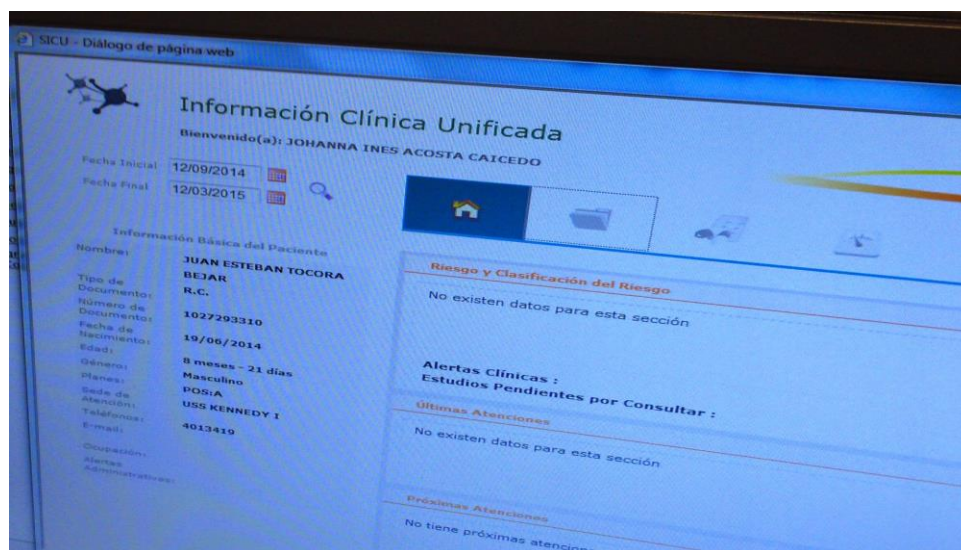 SICU - Diálogo de página web
Información Clínica Unificada
Bienvenido(a): JOHANNA INES ACOSTA CAICEDO
Fecha Inicial 12/09/2014
Fecha Final 12/03/2015
Información Básica del Paciente
Nombre: JUAN ESTEBAN TOCORA
BEJAR
Tipo de
Documento: R.C.
Número de
Documento: 1027293310
Fecha de
Nacimiento: 19/06/2014
Edad: 8 meses - 21 días
Género: Masculino
Planes: POS:A
Sede de
Atención: USS KENNEDY I
Teléfonos: 4013419
E-mail:
Ocupación:
Alertas
Administrativas:
Riesgo y Clasificación del Riesgo
No existen datos para esta sección
Alertas Clínicas :
Estudios Pendientes por Consultar :
Últimas Atenciones
No existen datos para esta sección
Próximas Atenciones
No tiene próximas atenciones